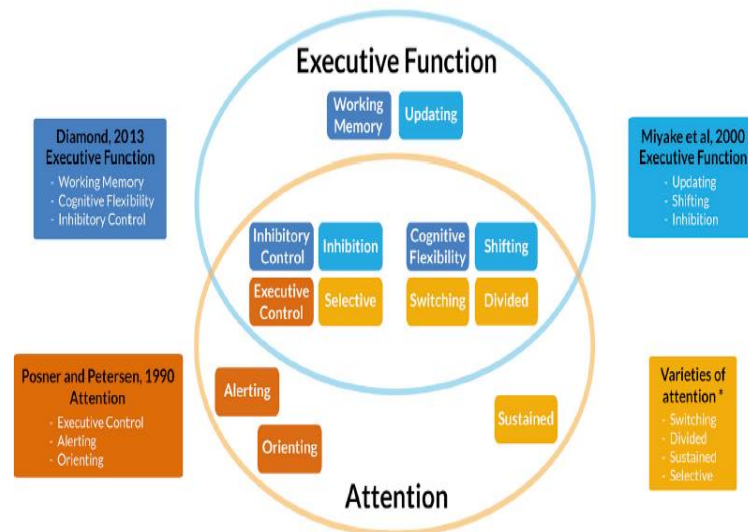 Executive Function
Working
Memory
Updating
Diamond, 2013
Executive Function
- Working Memory
- Cognitive Flexibility
- Inhibitory Control
Miyake et al, 2000
Executive Function
- Updating
- Shifting
- Inhibition
Inhibitory
Control
Inhibition
Cognitive
Flexibility
Shifting
Executive
Control
Selective
Switching
Divided
Posner and Petersen, 1990
Attention
- Executive Control
- Alerting
- Orienting
Alerting
Orienting
Sustained
Varieties of
attention *
- Switching
- Divided
- Sustained
- Selective
Attention